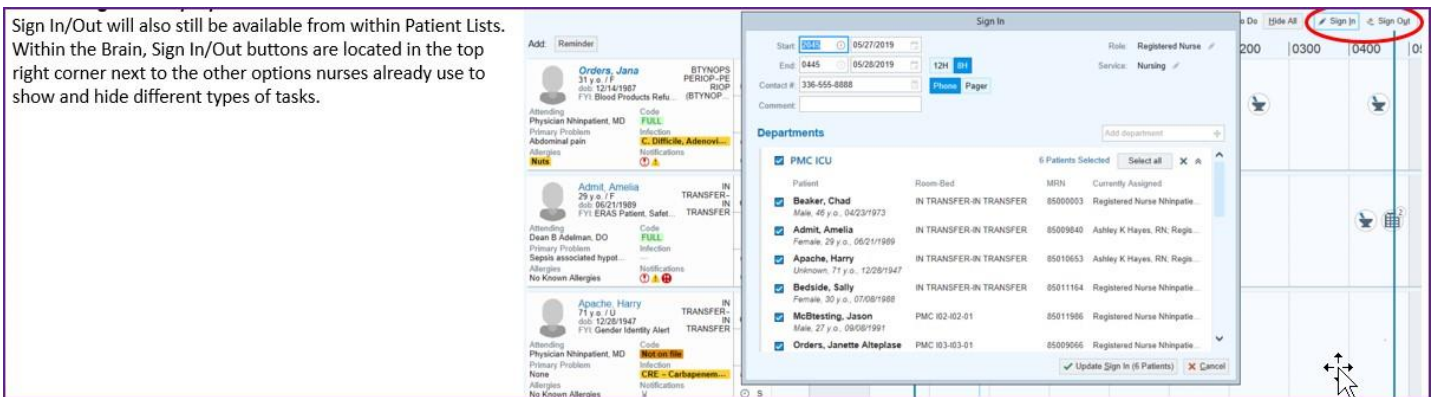 Sign In/Out will also still be available from within Patient Lists.
Within the Brain, Sign In/Out buttons are located in the top
right corner next to the other options nurses already use to
show and hide different types of tasks.
Add: Reminder
Orders, Jana
31 y.o. / F
dob: 12/14/1987
FYI: Blood Products Refu...
BTYNOPS
PERIOP-PE
RIOP
(BTYNOP...
Attending Code
Physician Nhinpatient, MD FULL
Primary Problem Infection
Abdominal pain C. Difficile, Adenovi...
Allergies Notifications
Nuts
Admit, Amelia
29 y.o. / F
dob: 06/21/1989
FYI: ERAS Patient, Safet...
IN
TRANSFER-
IN
TRANSFER
Attending Code
Dean B Adelman, DO FULL
Primary Problem Infection
Sepsis associated hypot... —
Allergies Notifications
No Known Allergies
Apache, Harry
71 y.o. / U
dob: 12/28/1947
FYI: Gender Identity Alert
IN
TRANSFER-
IN
TRANSFER
Attending Code
Physician Nhinpatient, MD Not on file
Primary Problem Infection
None CRE – Carbapenem...
Allergies Notifications
No Known Allergies
S
Sign In
Start: 2045 05/27/2019 Role: Registered Nurse
End: 0445 05/28/2019 12H 8H Service: Nursing
Contact #: 336-555-8888 Phone Pager
Comment:
Departments Add department
PMC ICU 6 Patients Selected Select all
Patient Room-Bed MRN Currently Assigned
Beaker, Chad IN TRANSFER-IN TRANSFER 85000003 Registered Nurse Nhinpatie...
Male, 46 y.o., 04/23/1973
Admit, Amelia IN TRANSFER-IN TRANSFER 85009840 Ashley K Hayes, RN; Regis...
Female, 29 y.o., 06/21/1989
Apache, Harry IN TRANSFER-IN TRANSFER 85010653 Ashley K Hayes, RN; Regis...
Unknown, 71 y.o., 12/28/1947
Bedside, Sally IN TRANSFER-IN TRANSFER 85011164 Registered Nurse Nhinpatie...
Female, 30 y.o., 07/08/1988
McBtesting, Jason PMC I02-I02-01 85011986 Registered Nurse Nhinpatie...
Male, 27 y.o., 09/08/1991
Orders, Janette Alteplase PMC I03-I03-01 85009066 Registered Nurse Nhinpatie...
Update Sign In (6 Patients) Cancel
o Do Hide All Sign In Sign Out
200 0300 0400
2